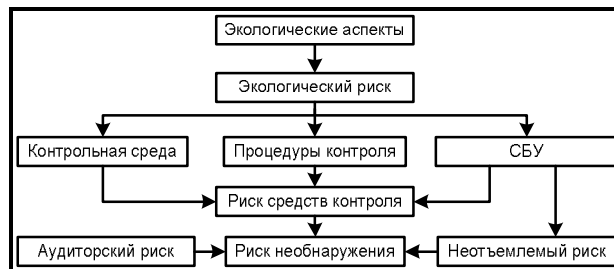 Экологические аспекты
Экологический риск
Контрольная среда
Процедуры контроля
СБУ
Риск средств контроля
Аудиторский риск
Риск необнаружения
Неотъемлемый риск